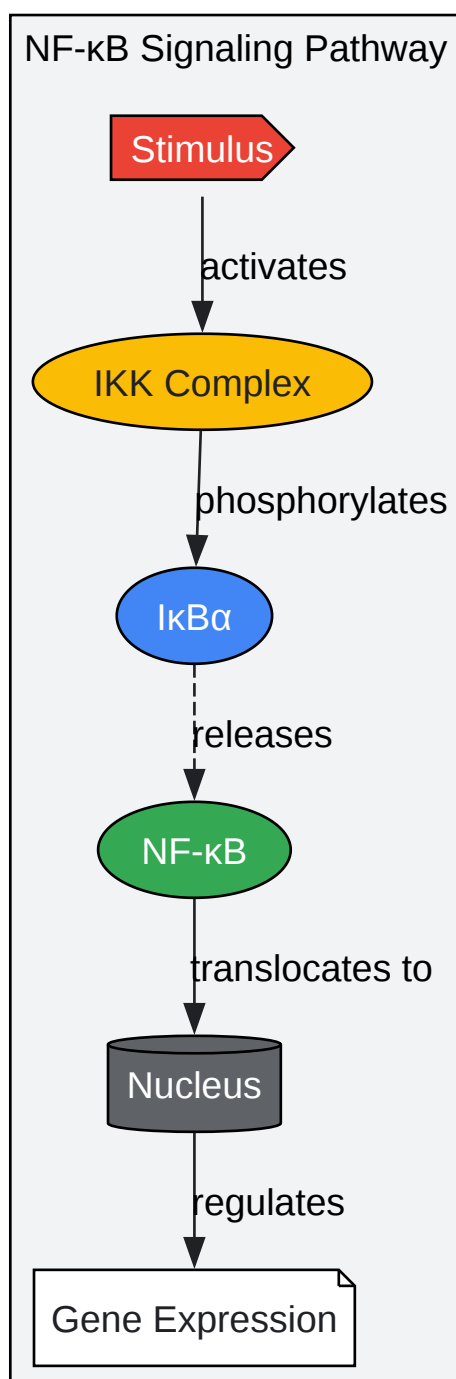 NF-κB Signaling Pathway
Stimulus
activates
IKK Complex
phosphorylates
IκBα
releases
NF-κB
translocates to
Nucleus
regulates
Gene Expression